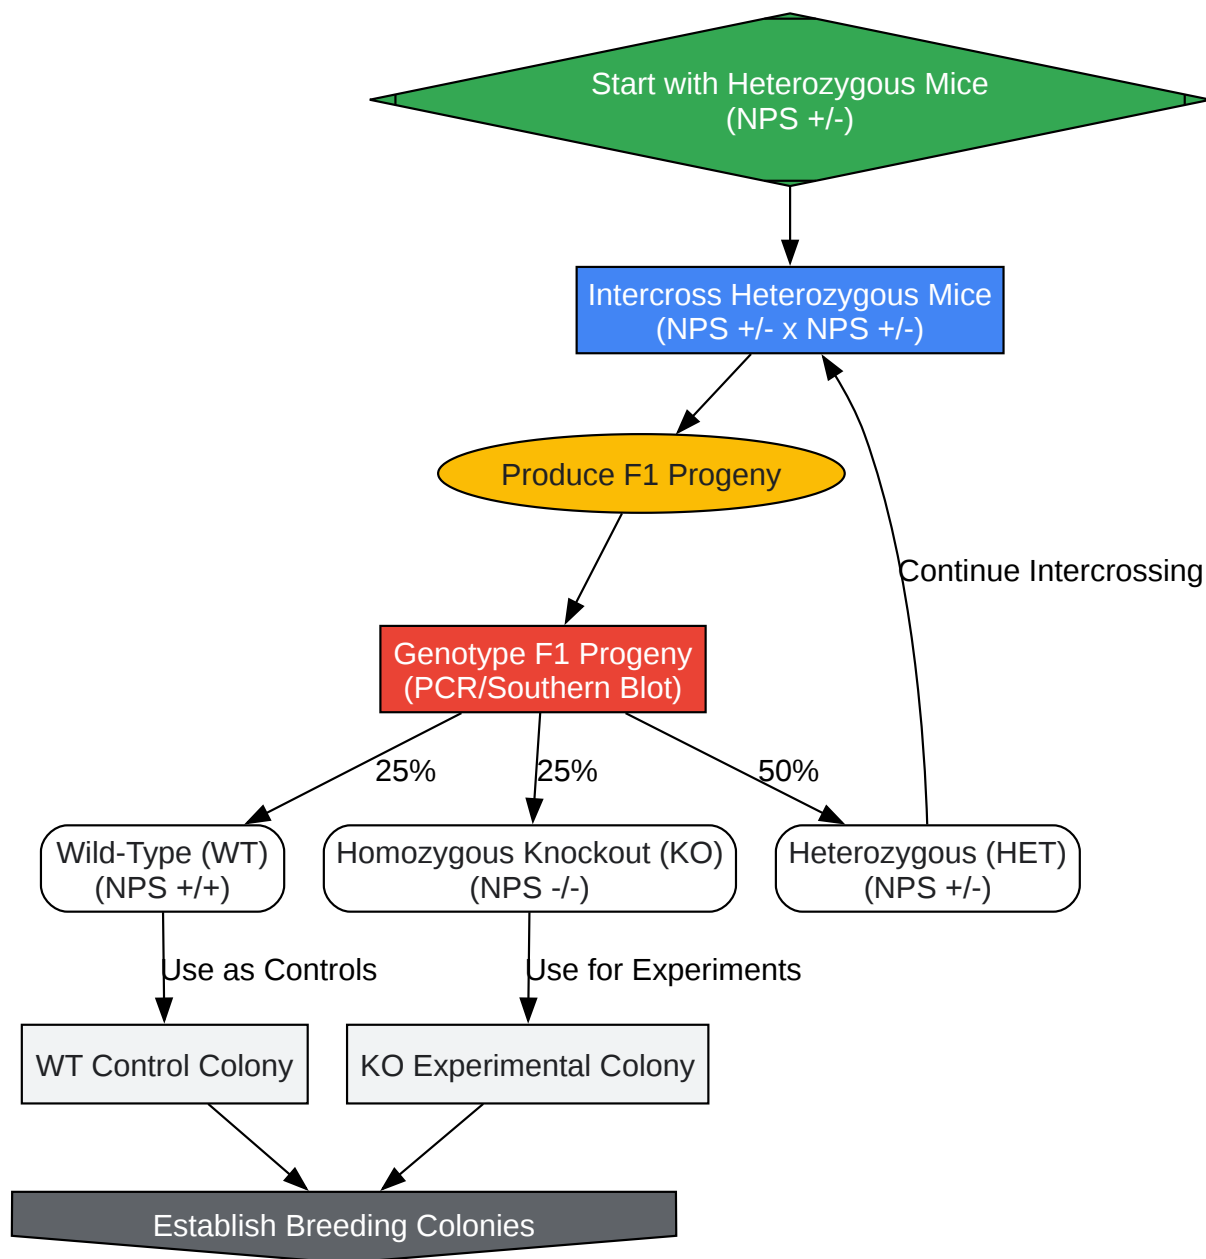 Start with Heterozygous Mice
(NPS +/-)
Intercross Heterozygous Mice
(NPS +/- x NPS +/-)
Produce F1 Progeny
Continue Intercrossing
Genotype F1 Progeny
(PCR/Southern Blot)
25%
25%
50%
Wild-Type (WT)
(NPS +/+)
Homozygous Knockout (KO)
(NPS -/-)
Heterozygous (HET)
(NPS +/-)
Use as Controls
Use for Experiments
WT Control Colony
KO Experimental Colony
Establish Breeding Colonies